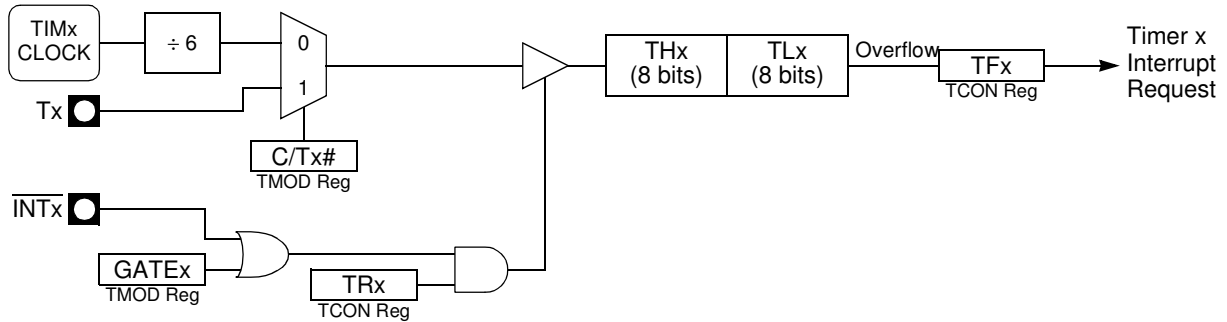 TIMx
CLOCK
÷ 6
0
1
Tx
C/Tx#
TMOD Reg
INTx
GATEx
TMOD Reg
TRx
TCON Reg
THx
(8 bits)
TLx
(8 bits)
Overflow
TFx
TCON Reg
Timer x
Interrupt
Request